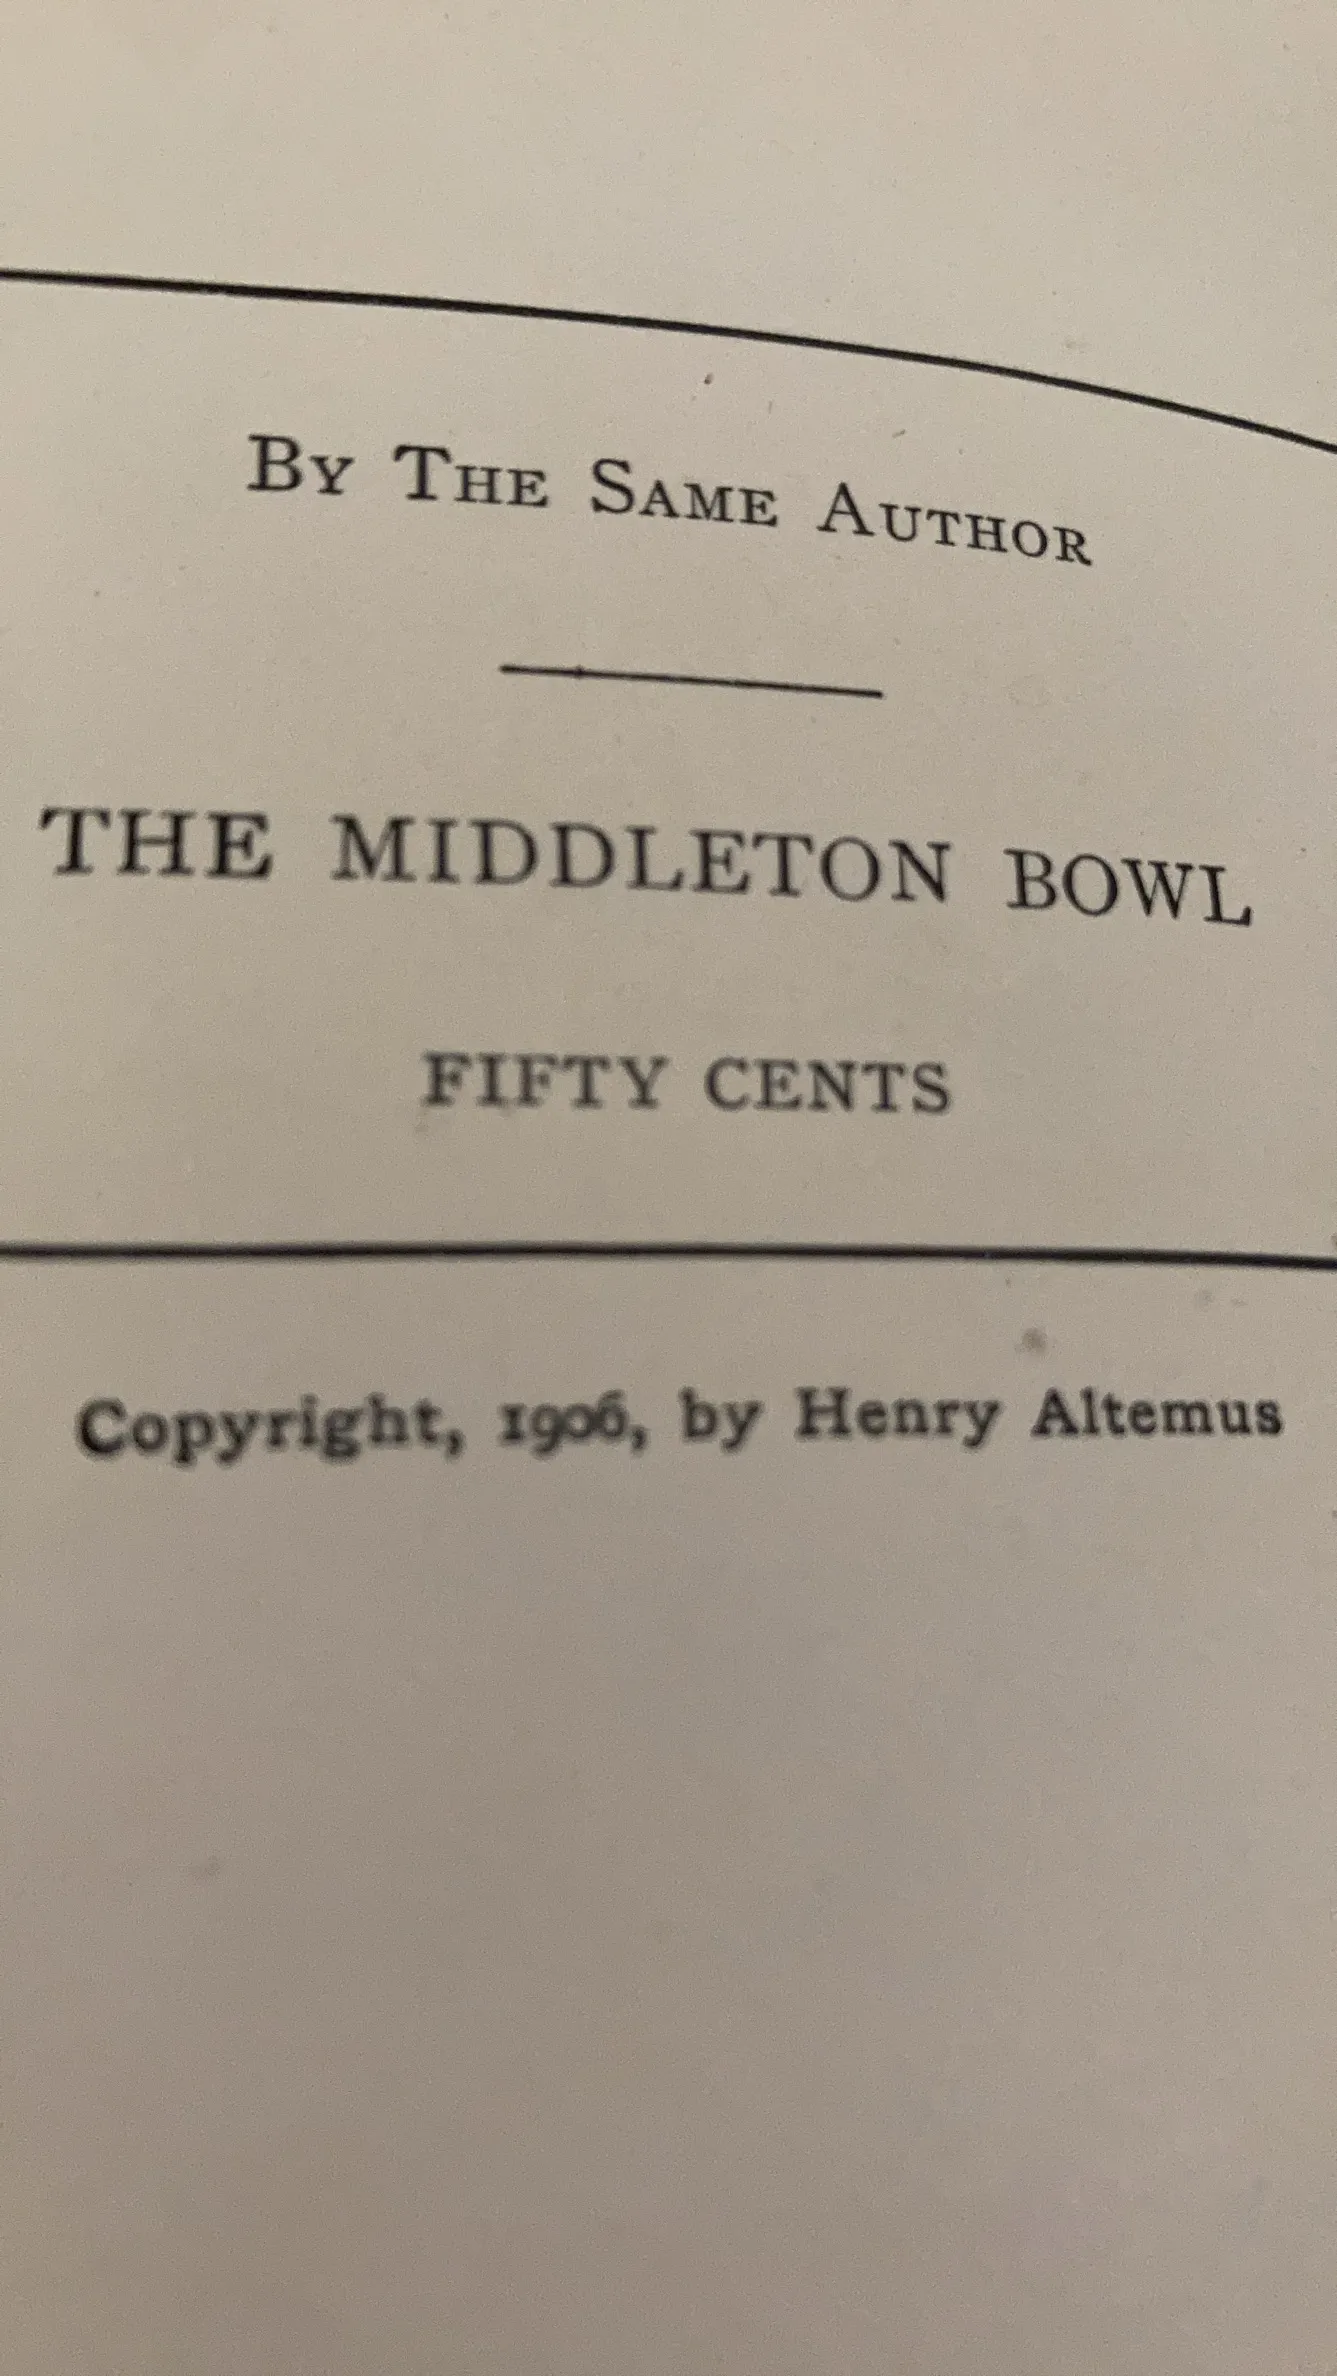 By The Same Author
THE MIDDLETON BOWL
FIFTY CENTS
Copyright, 1906, by Henry Altemus